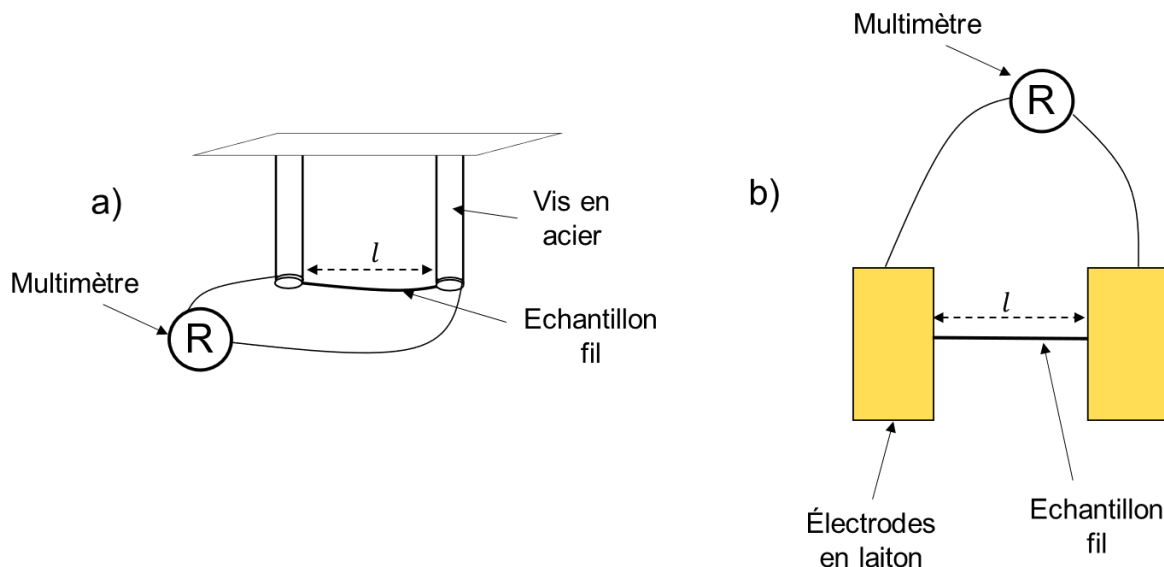 a)
Multimètre
R
l
Vis en
acier
Echantillon
fil
b)
Multimètre
R
l
Électrodes
en laiton
Echantillon
fil